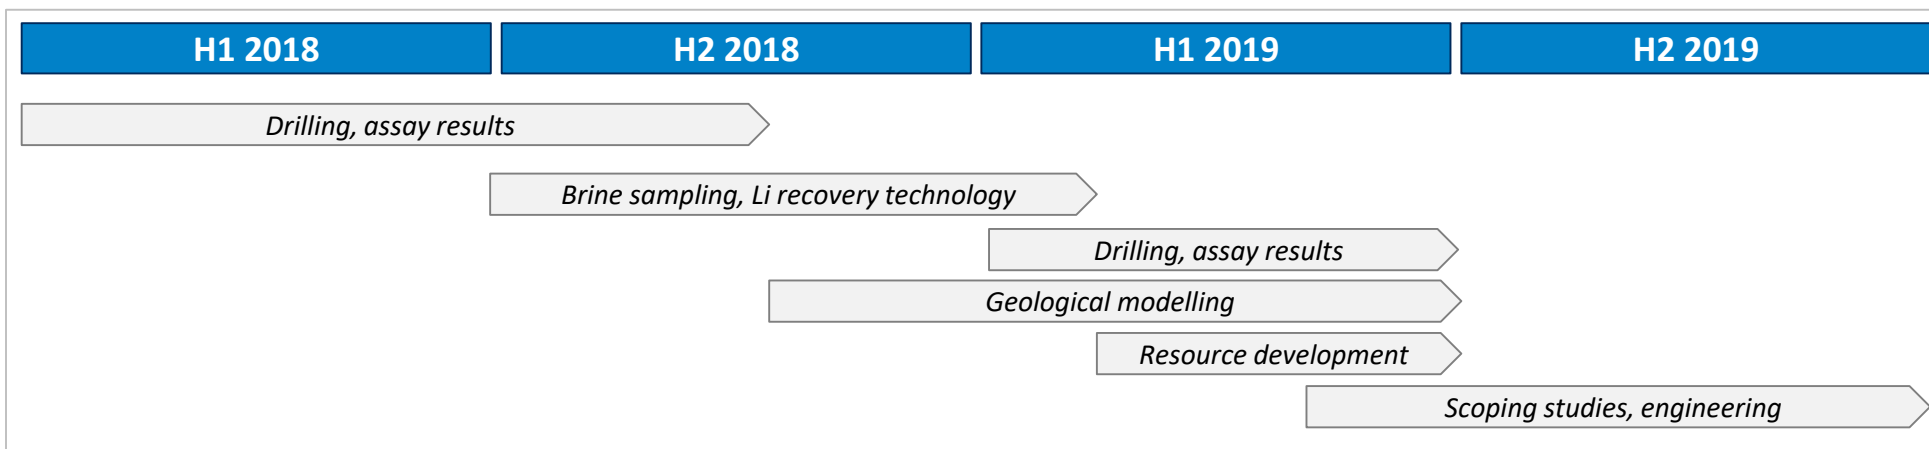 H1 2018
H2 2018
H1 2019
H2 2019
Drilling, assay results
Brine sampling, Li recovery technology
Drilling, assay results
Geological modelling
Resource development
Scoping studies, engineering